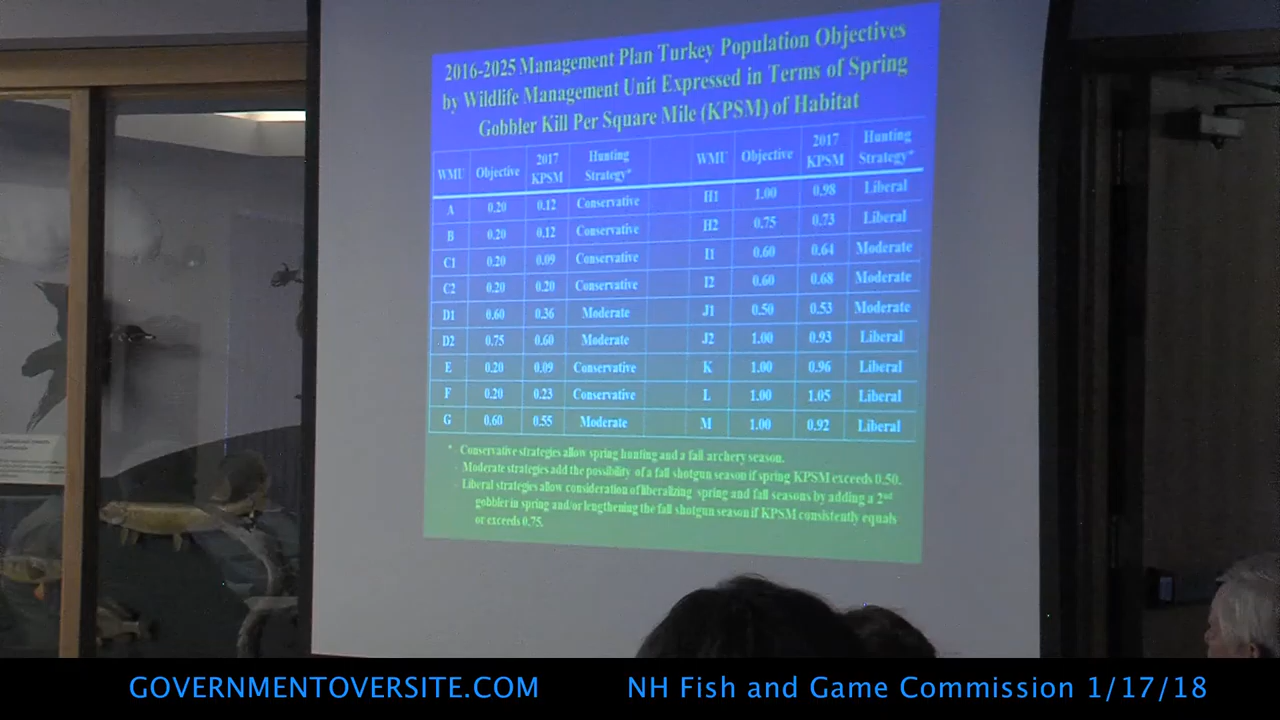 2016-2025 Management Plan Turkey Population Objectives
by Wildlife Management Unit Expressed in Terms of Spring
Gobbler Kill Per Square Mile (KPSM) of Habitat
WMU Objective 2017 KPSM Hunting Strategy* WMU Objective 2017 KPSM Hunting Strategy*
A 0.20 0.12 Conservative H1 1.00 0.98 Liberal
B 0.20 0.12 Conservative H2 0.75 0.73 Liberal
C1 0.20 0.09 Conservative I1 0.60 0.64 Moderate
C2 0.20 0.20 Conservative I2 0.60 0.68 Moderate
D1 0.60 0.36 Moderate J1 0.50 0.53 Moderate
D2 0.75 0.60 Moderate J2 1.00 0.93 Liberal
E 0.20 0.09 Conservative K 1.00 0.96 Liberal
F 0.20 0.23 Conservative L 1.00 1.05 Liberal
G 0.60 0.55 Moderate M 1.00 0.92 Liberal
* Conservative strategies allow spring hunting and a fall archery season.
Moderate strategies add the possibility of a fall shotgun season if spring KPSM exceeds 0.50.
Liberal strategies allow consideration of liberalizing spring and fall seasons by adding a 2nd
gobbler in spring and/or lengthening the fall shotgun season if KPSM consistently equals
or exceeds 0.75.
GOVERNMENTOVERSITE.COM NH Fish and Game Commission 1/17/18